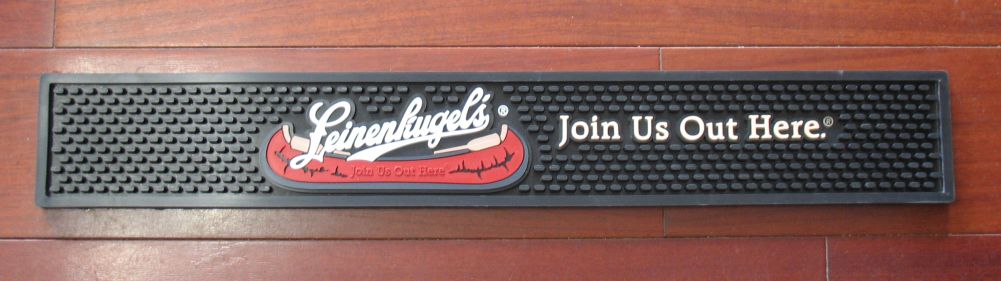 Leinenkugel's®
Join Us Out Here
Join Us Out Here.®